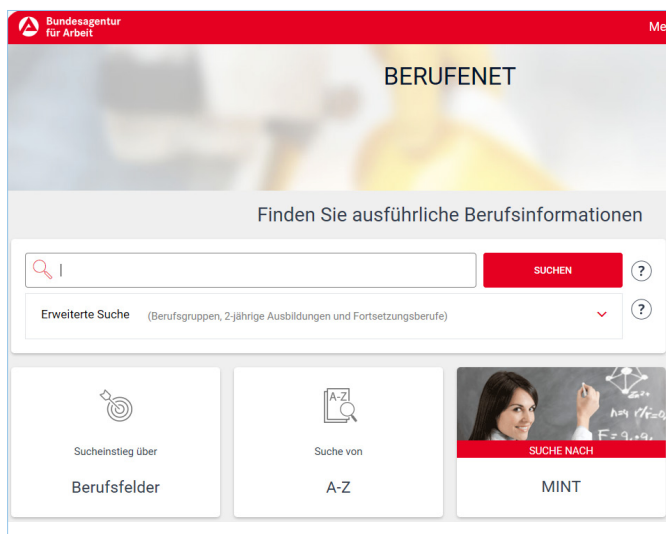 Bundesagentur
für Arbeit
Me
BERUFENET
Finden Sie ausführliche Berufsinformationen
SUCHEN
?
Erweiterte Suche (Berufsgruppen, 2-jährige Ausbildungen und Fortsetzungsberufe)
?
A-Z
Sucheinstieg über
Suche von
SUCHE NACH
Berufsfelder
A-Z
MINT